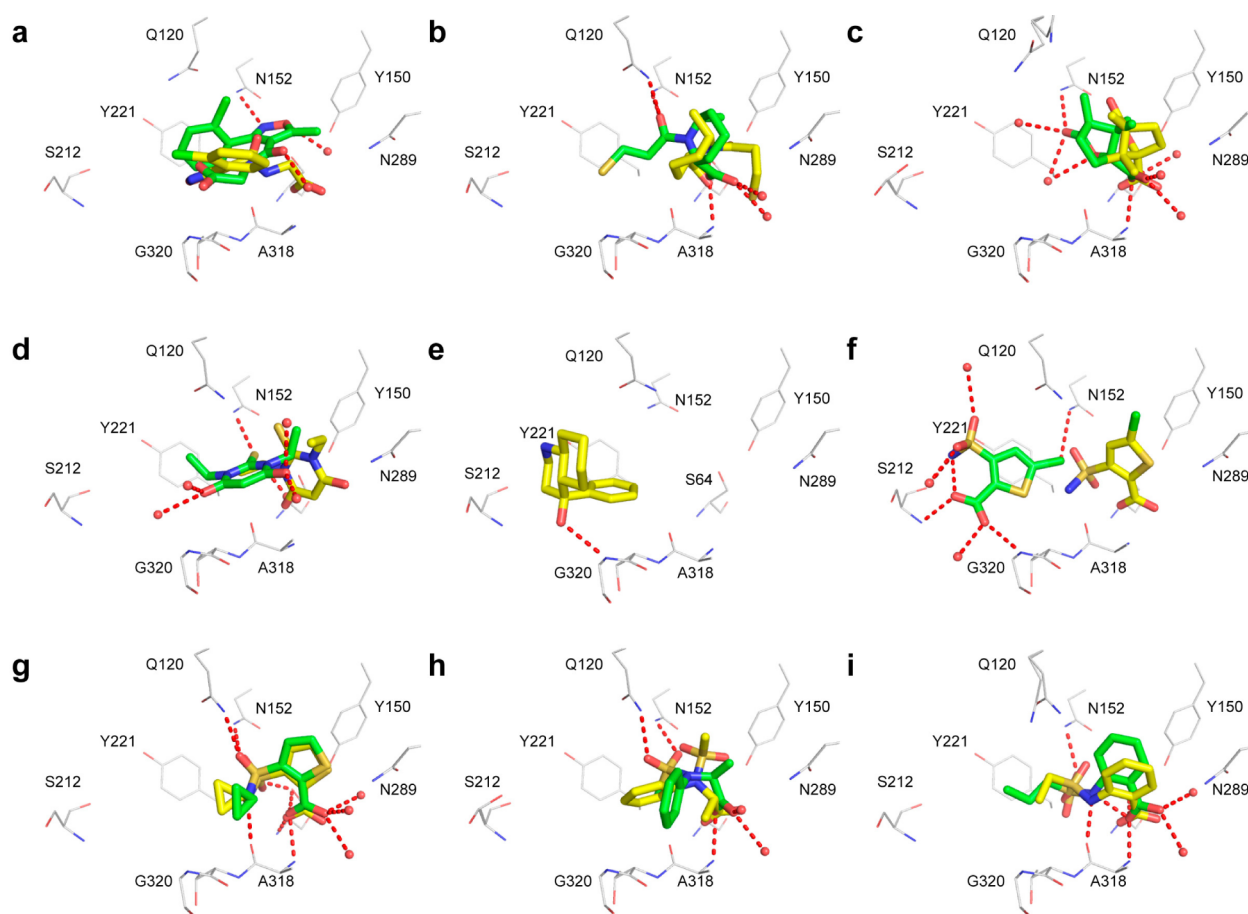 a
Q120
N152
Y150
Y221
S212
N289
G320
A318
b
Q120
N152
Y150
Y221
S212
N289
G320
A318
c
Q120
N152
Y150
Y221
S212
N289
G320
A318
d
Q120
N152
Y150
Y221
S212
N289
G320
A318
e
Q120
N152
Y150
Y221
S212
S64
N289
G320
A318
f
Q120
N152
Y150
Y221
S212
N289
G320
A318
g
Q120
N152
Y150
Y221
S212
N289
G320
A318
h
Q120
N152
Y150
Y221
S212
N289
G320
A318
i
Q120
N152
Y150
Y221
S212
N289
G320
A318